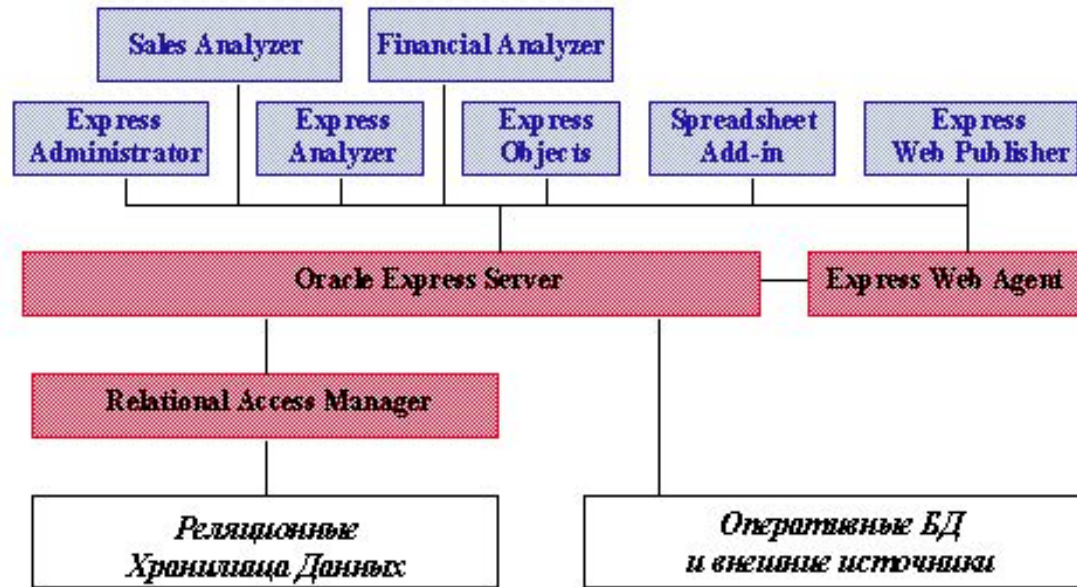 Sales Analyzer
Financial Analyzer
Express
Administrator
Express
Analyzer
Express
Objects
Spreadsheet
Add-in
Express
Web Publisher
Oracle Express Server
Express Web Agent
Relational Access Manager
Реляционные
Хранилища Данных
Оперативные БД
и внешние источники